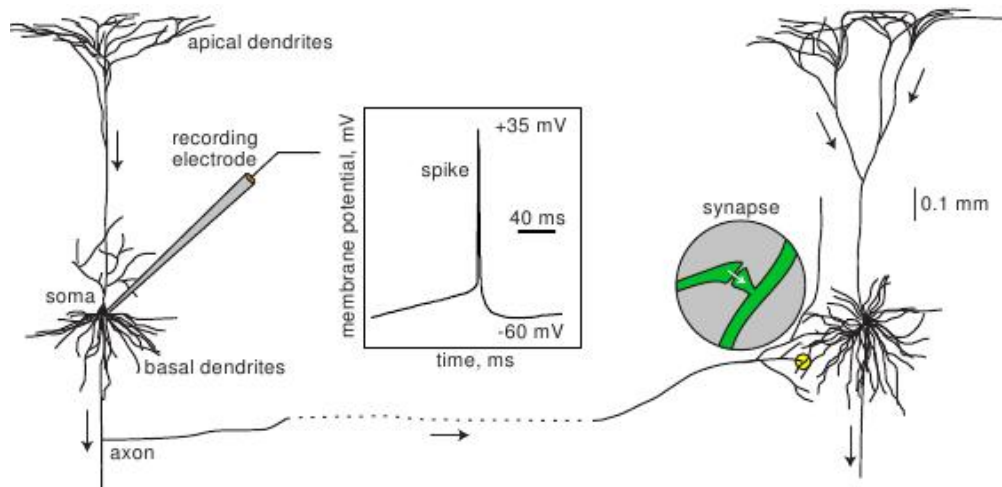 apical dendrites
recording
electrode
soma
basal dendrites
axon
membrane potential, mV
+35 mV
spike
40 ms
-60 mV
time, ms
synapse
0.1 mm